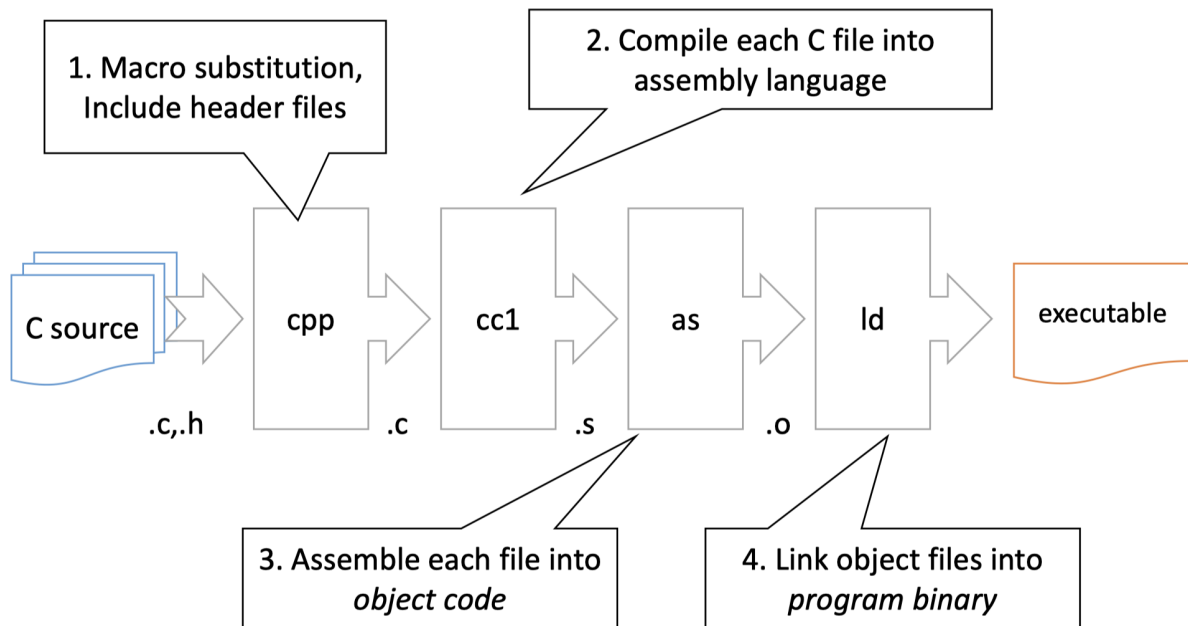 1. Macro substitution,
Include header files
2. Compile each C file into
assembly language
C source
cpp
cc1
as
ld
executable
.c,.h
.c
.s
.o
3. Assemble each file into
object code
4. Link object files into
program binary